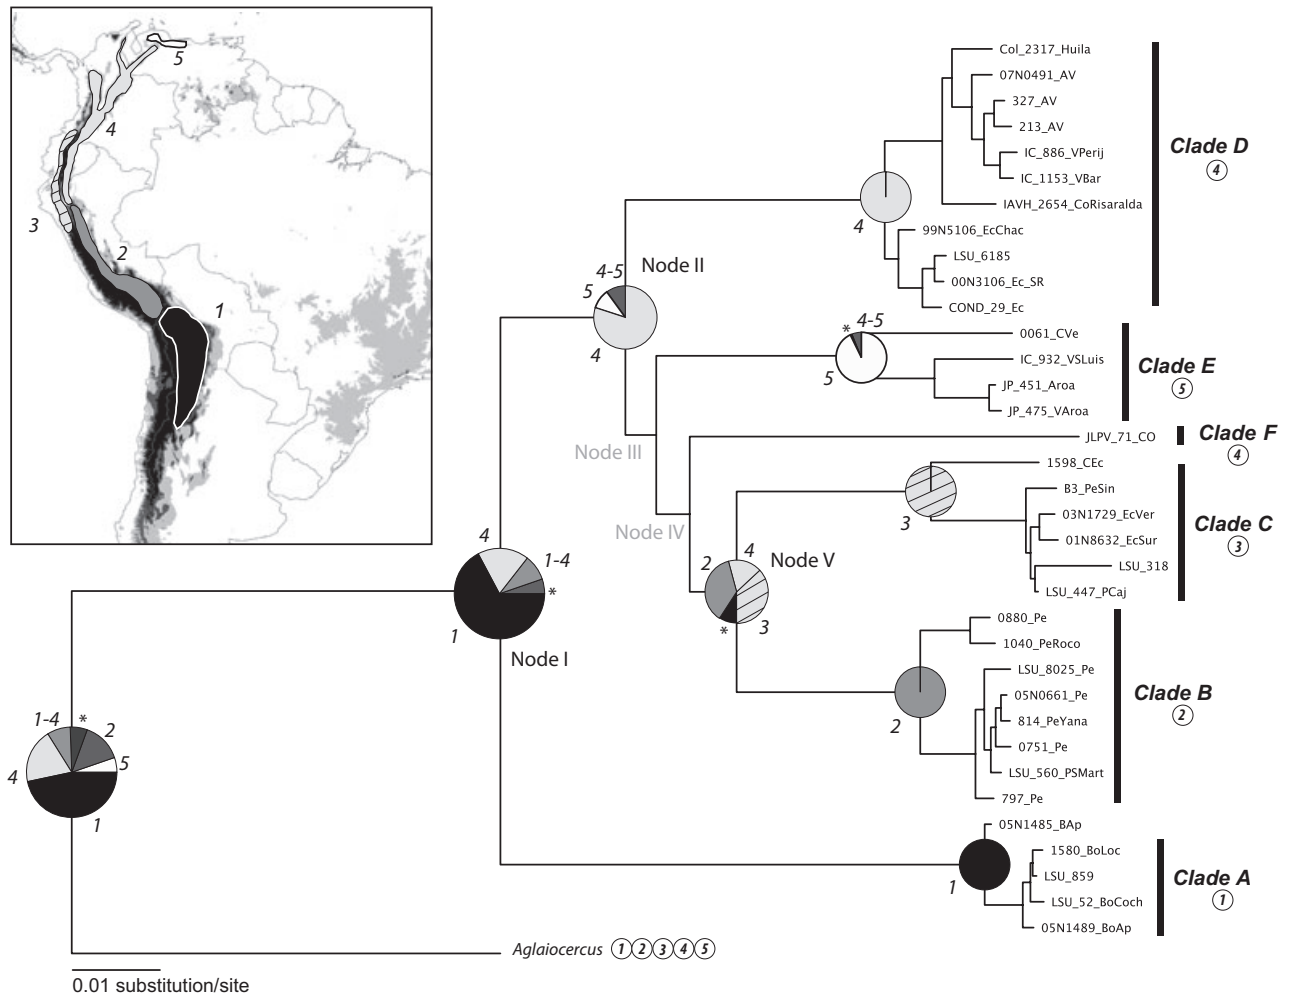 5
4
3
2
1
Col_2317_Huila
07N0491_AV
327_AV
213_AV
IC_886_VPerij
IC_1153_VBar
IAVH_2654_CoRisaralda
99N5106_EcChac
LSU_6185
00N3106_Ec_SR
COND_29_Ec
Clade D
4
4
Node II
4-5
5
4
0061_CVe
IC_932_VSLuis
JP_451_Aroa
JP_475_VAroa
Clade E
5
* 4-5
5
Node III
JLPV_71_CO
Clade F
4
1598_CEc
B3_PeSin
03N1729_EcVer
01N8632_EcSur
LSU_318
LSU_447_PCaj
Clade C
3
3
Node IV
Node V
2
4
*
3
0880_Pe
1040_PeRoco
LSU_8025_Pe
05N0661_Pe
814_PeYana
0751_Pe
LSU_560_PSMart
797_Pe
Clade B
2
2
4
1-4
*
1
Node I
05N1485_BAp
1580_BoLoc
LSU_859
LSU_52_BoCoch
05N1489_BoAp
Clade A
1
1
1-4 *
2
5
4
1
Aglaiocercus 1 2 3 4 5
0.01 substitution/site